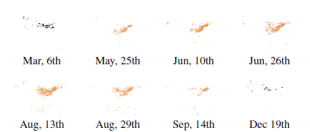 Mar, 6th May, 25th Jun, 10th Jun, 26th
Aug, 13th Aug, 29th Sep, 14th Dec 19th